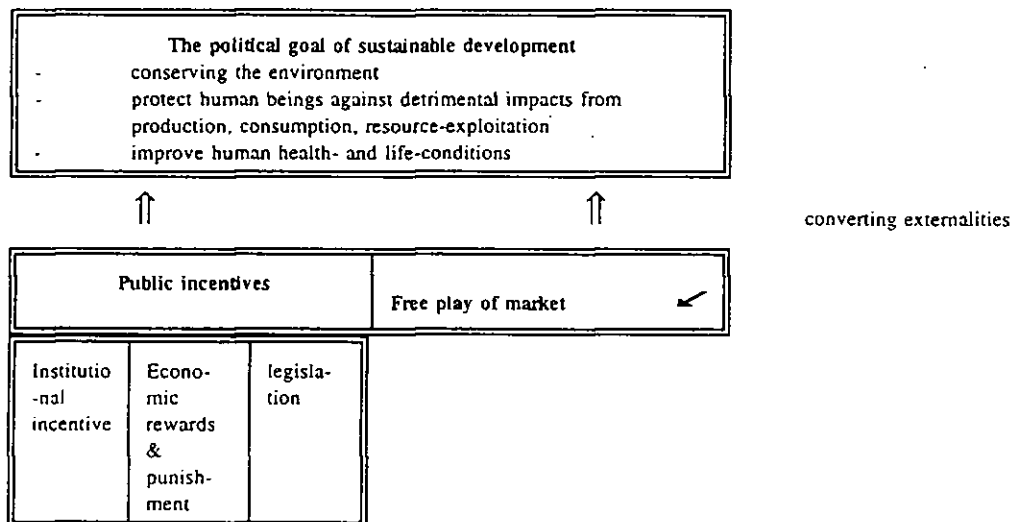 The political goal of sustainable development
- conserving the environment
- protect human beings against detrimental impacts from
production, consumption, resource-exploitation
- improve human health- and life-conditions
⇑ ⇑
converting externalities
Public incentives
Free play of market
Institutio
-nal
incentive
Econo-
mic
rewards
&
punish-
ment
legisla-
tion